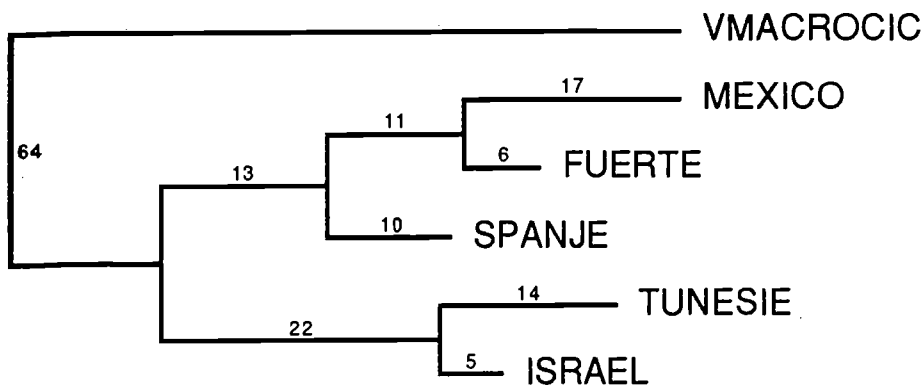 VMACROCIC
17
MEXICO
11
64
6
FUERTE
13
10
SPANJE
14
TUNESIE
22
5
ISRAEL